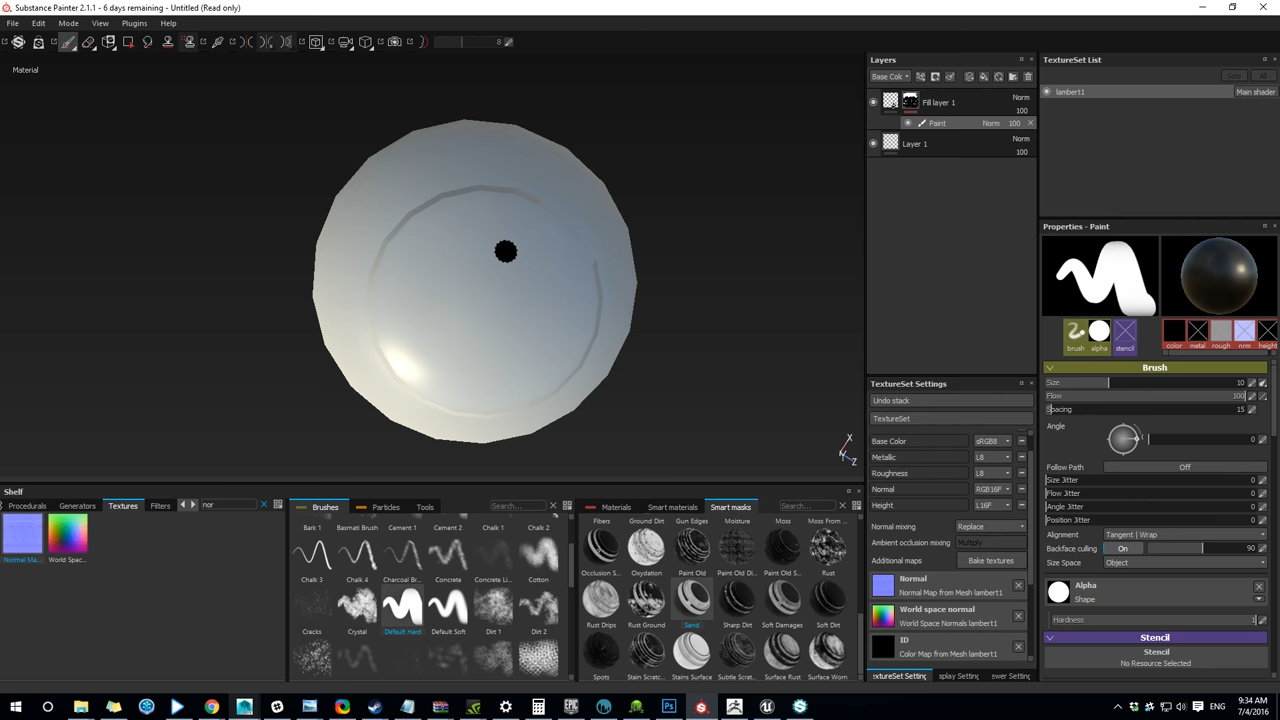 Substance Painter 2.1.1 - 6 days remaining - Untitled (Read only)
File Edit Mode View Plugins Help
8
Material
X
Y
Z
Layers
Base Col
Fill layer 1 Norm 100
Paint Norm 100
Layer 1 Norm 100
TextureSet List
Solo All
lambert1 Main shader
Properties - Paint
brush alpha stencil color metal rough nrm height
Brush
Size 10
Flow 100
Spacing 15
Angle 0
Follow Path Off
Size Jitter 0
Flow Jitter 0
Angle Jitter 0
Position Jitter 0
Alignment Tangent | Wrap
Backface culling On 90
Size Space Object
Alpha
Shape
Hardness 1
Stencil
Stencil
No Resource Selected
TextureSet Settings
Undo stack
TextureSet
Base Color sRGB8
Metallic L8
Roughness L8
Normal RGB16F
Height L16F
Normal mixing Replace
Ambient occlusion mixing Multiply
Additional maps Bake textures
Normal
Normal Map from Mesh lambert1
World space normal
World Space Normals lambert1
ID
Color Map from Mesh lambert1
extureSet Setting splay Setting ewer Setting
Shelf
Procedurals Generators Textures Filters nor
Normal Ma... World Spac...
Brushes Particles Tools Search...
Bark 1 Basmati Brush Cement 1 Cement 2 Chalk 1 Chalk 2
Chalk 3 Chalk 4 Charcoal Br... Concrete Concrete Li... Cotton
Cracks Crystal Default Hard Default Soft Dirt 1 Dirt 2
Materials Smart materials Smart masks Search...
Fibers Ground Dirt Gun Edges Moisture Moss Moss From ...
Occlusion S... Oxydation Paint Old Paint Old Di... Paint Old S... Rust
Rust Drips Rust Ground Sand Sharp Dirt Soft Damages Soft Dirt
Spots Stain Scratc... Stains Surface Subtle Scrat... Surface Rust Surface Worn
ENG
9:34 AM
7/4/2016